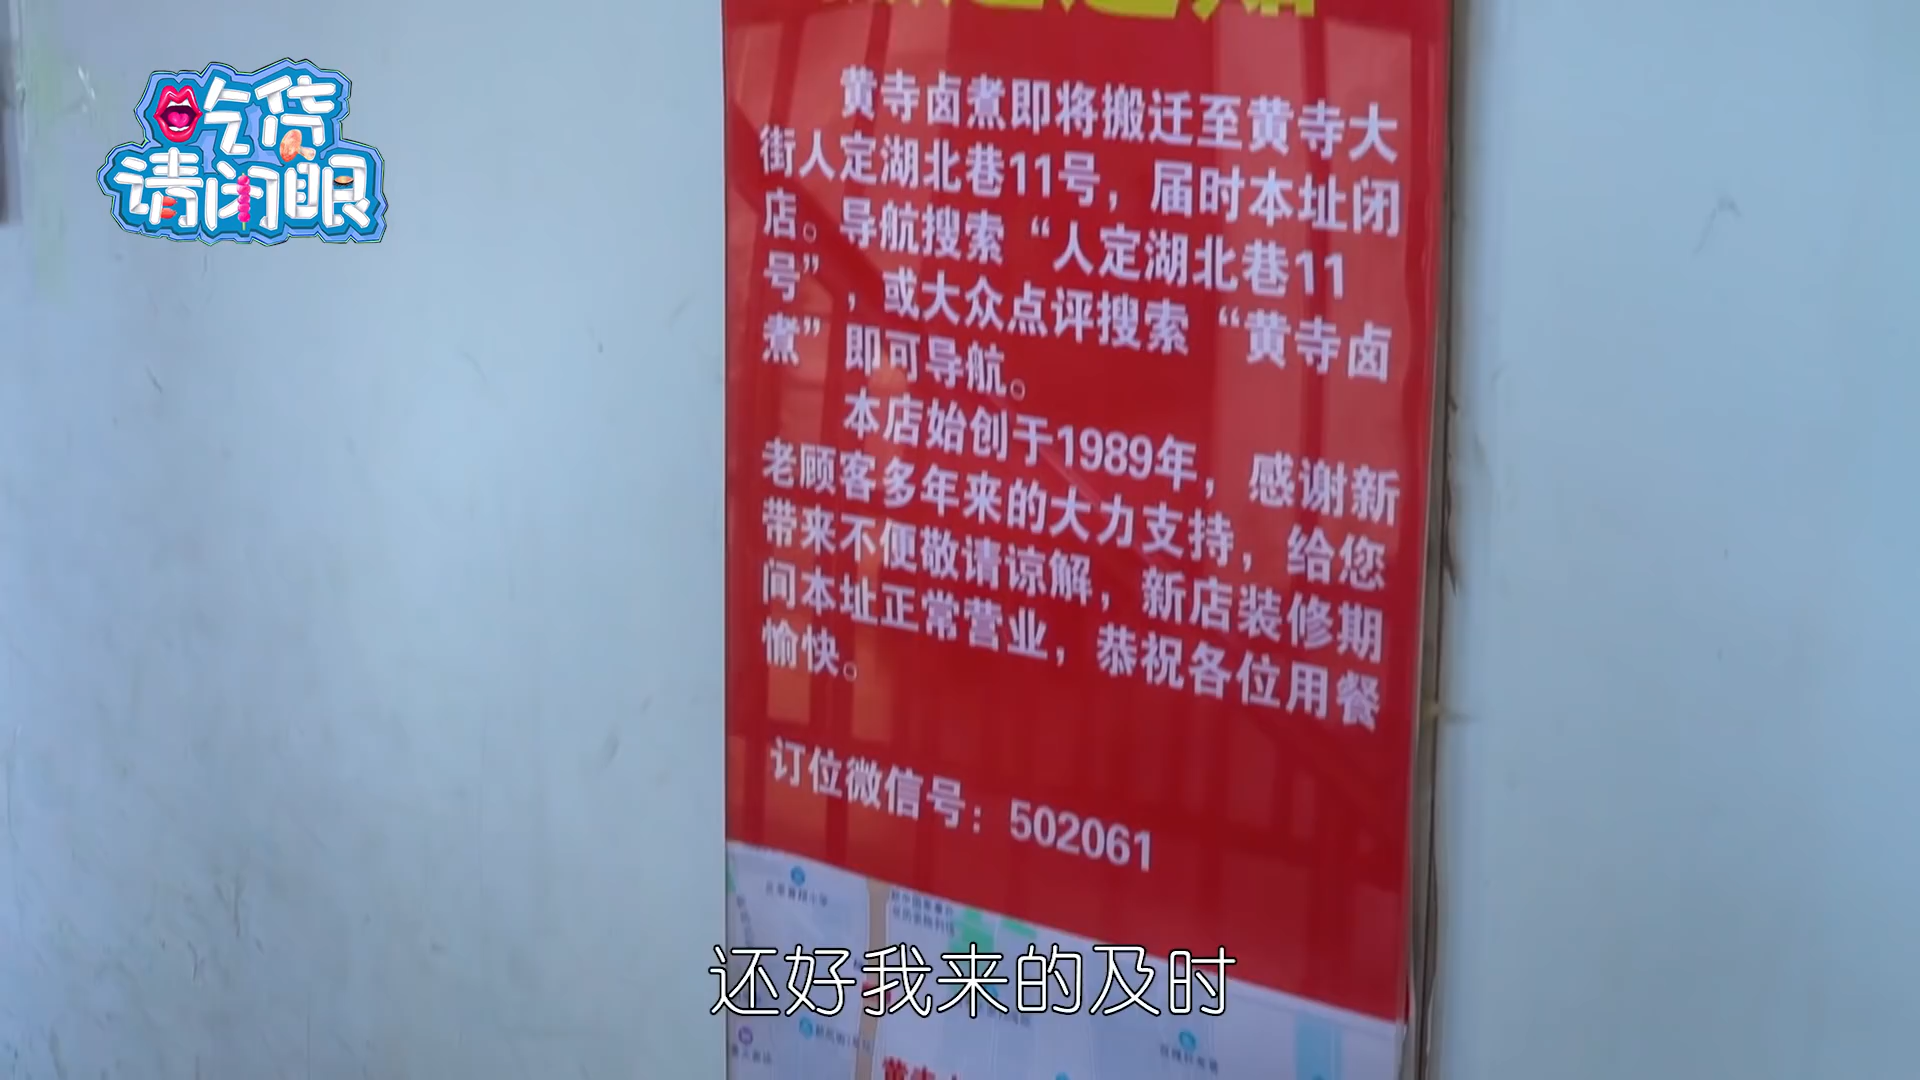 吃货
请闭眼
黄寺卤煮即将搬迁至黄寺大
街人定湖北巷11号，届时本址闭
店。导航搜索“人定湖北巷11
号”，或大众点评搜索“黄寺卤
煮”即可导航。
本店始创于1989年，感谢新
老顾客多年来的大力支持，给您
带来不便敬请谅解，新店装修期
间本址正常营业，恭祝各位用餐
愉快。
订位微信号：502061
还好我来的及时